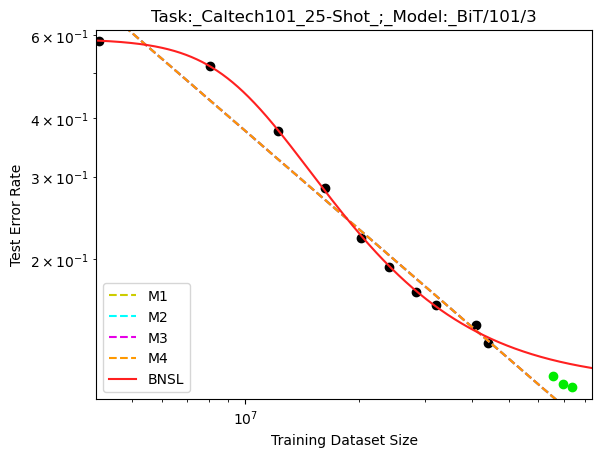 Task:_Caltech101_25-Shot_;_Model:_BiT/101/3
6 × 10⁻¹
4 × 10⁻¹
3 × 10⁻¹
2 × 10⁻¹
Test Error Rate
M1
M2
M3
M4
BNSL
10⁷
Training Dataset Size